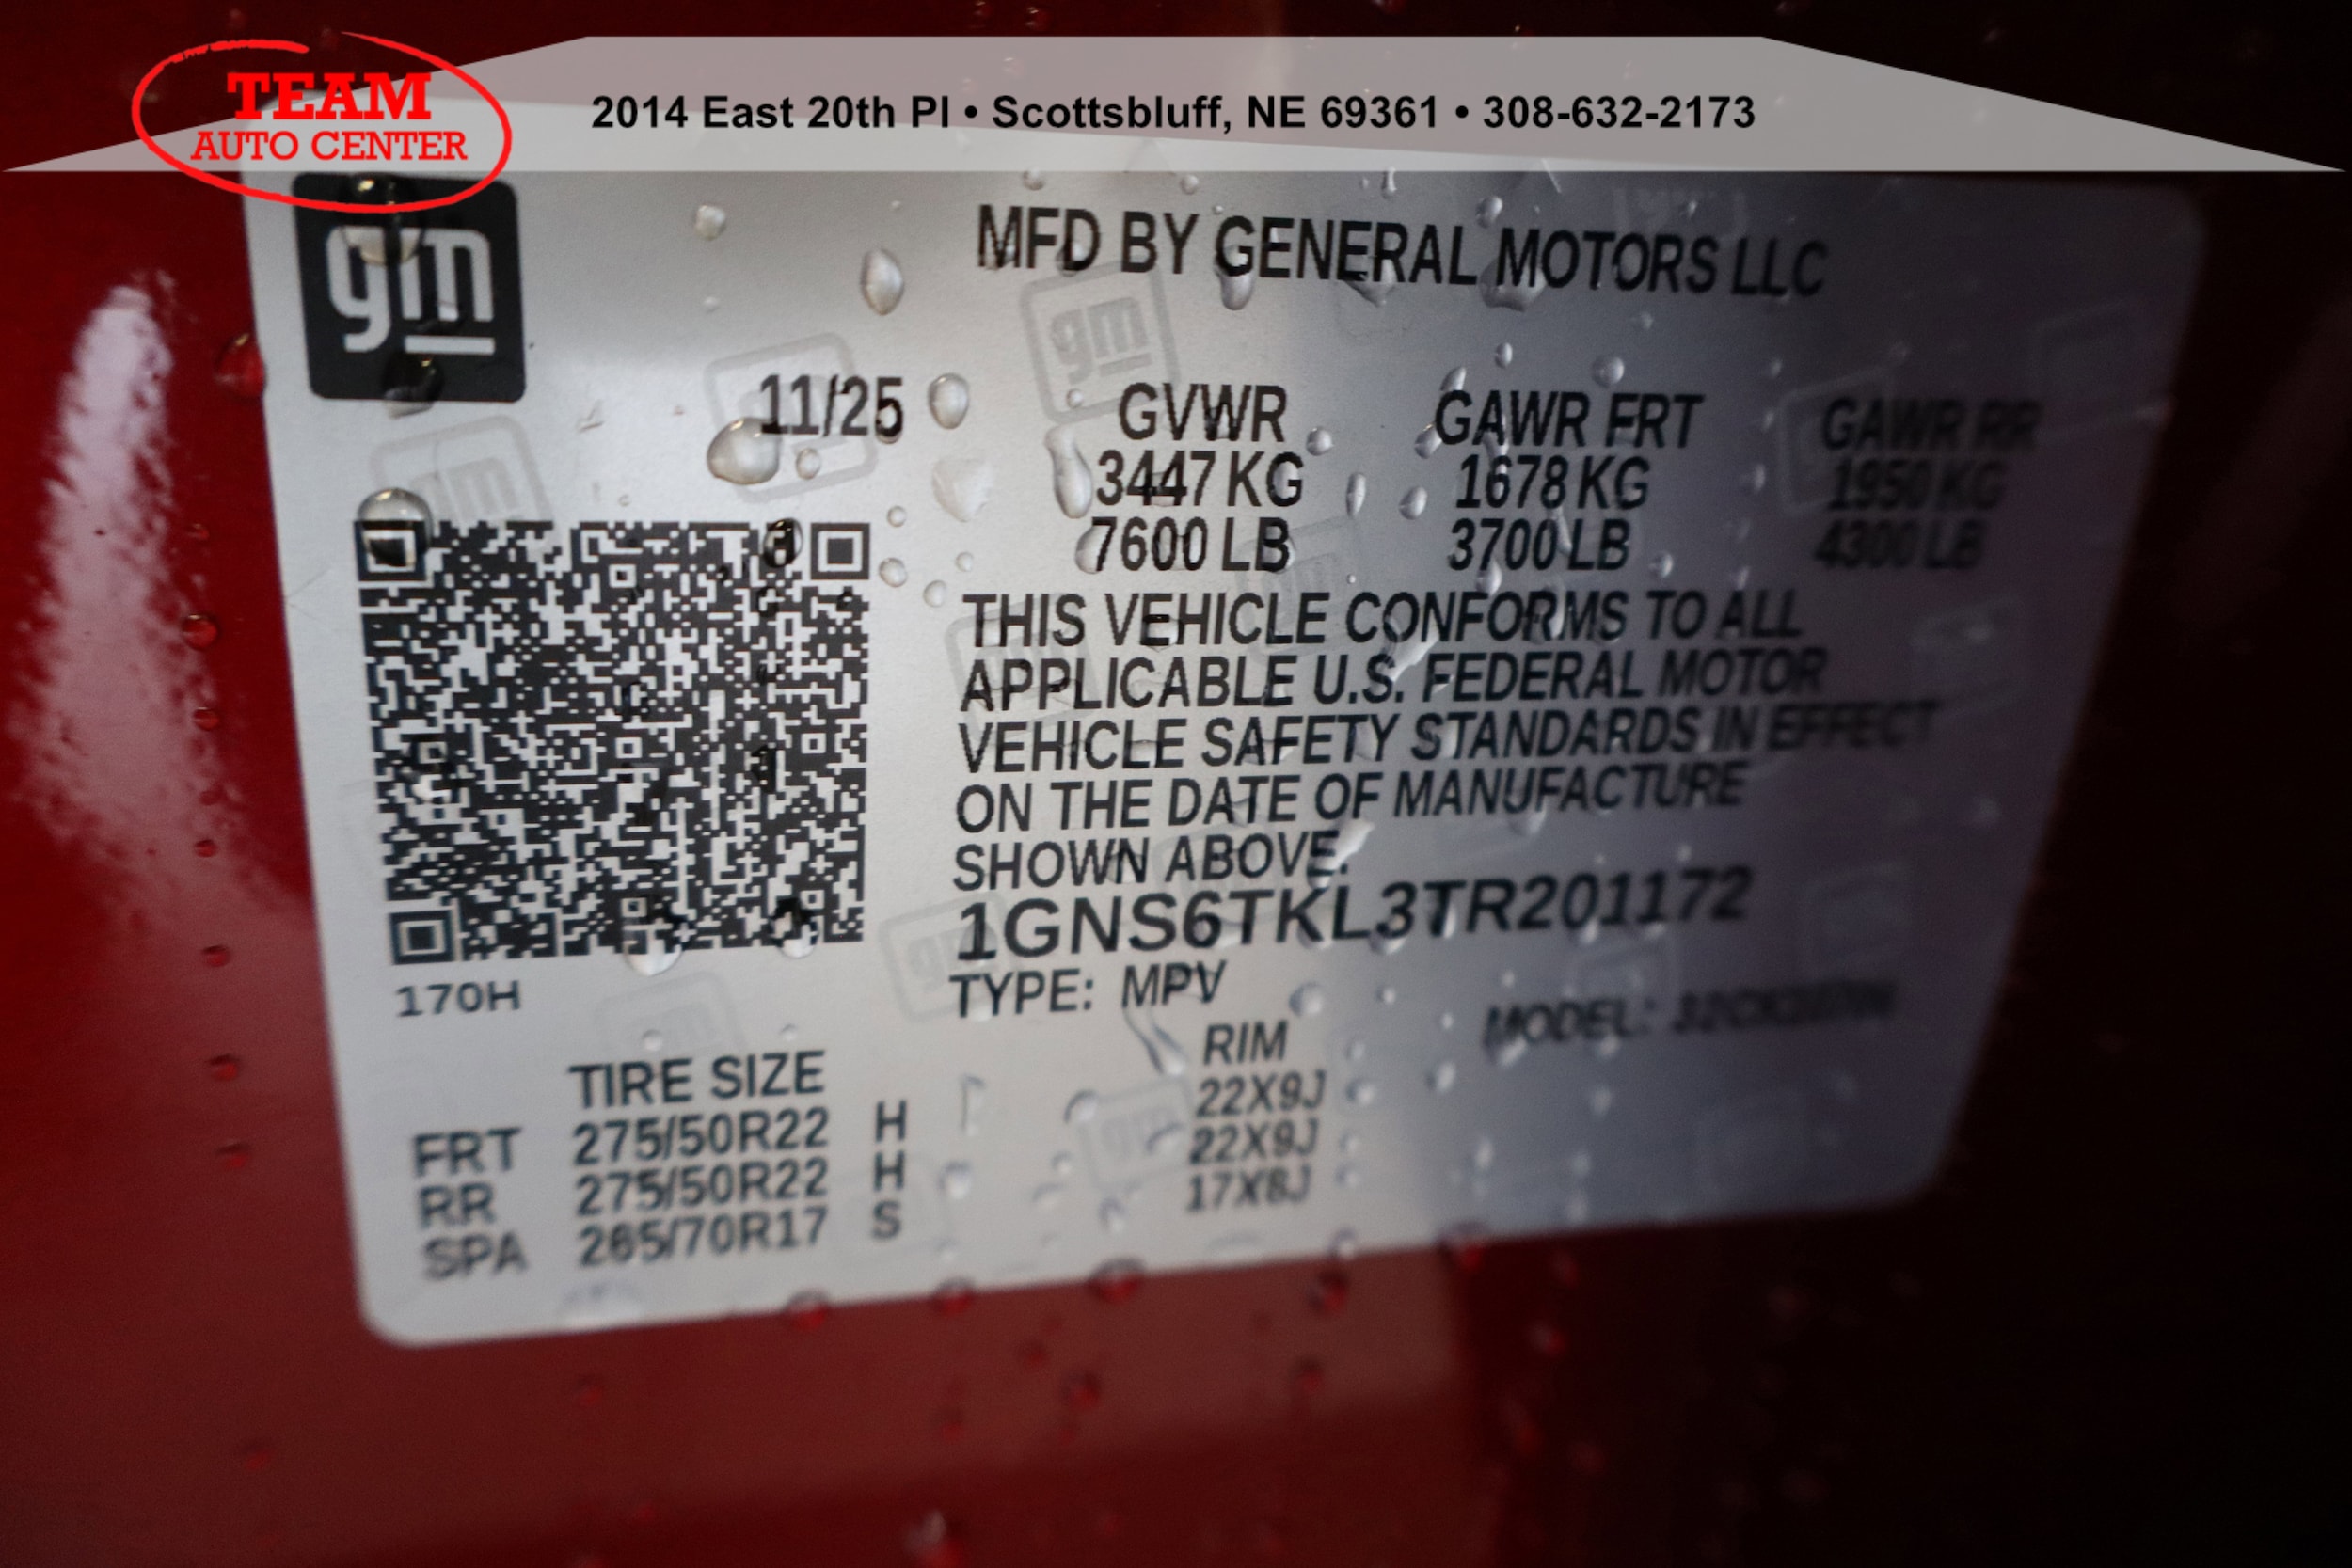 TEAM
AUTO CENTER
2014 East 20th Pl • Scottsbluff, NE 69361 • 308-632-2173
gm
MFD BY GENERAL MOTORS LLC
11/25 GVWR GAWR FRT GAWR RR
3447 KG 1678 KG 1950 KG
7600 LB 3700 LB 4300 LB
THIS VEHICLE CONFORMS TO ALL
APPLICABLE U.S. FEDERAL MOTOR
VEHICLE SAFETY STANDARDS IN EFFECT
ON THE DATE OF MANUFACTURE
SHOWN ABOVE.
1GNS6TKL3TR201172
170H
TYPE: MPV MODEL:
TIRE SIZE RIM
FRT 275/50R22 H 22X9J
RR 275/50R22 H 22X9J
SPA 265/70R17 S 17X8J